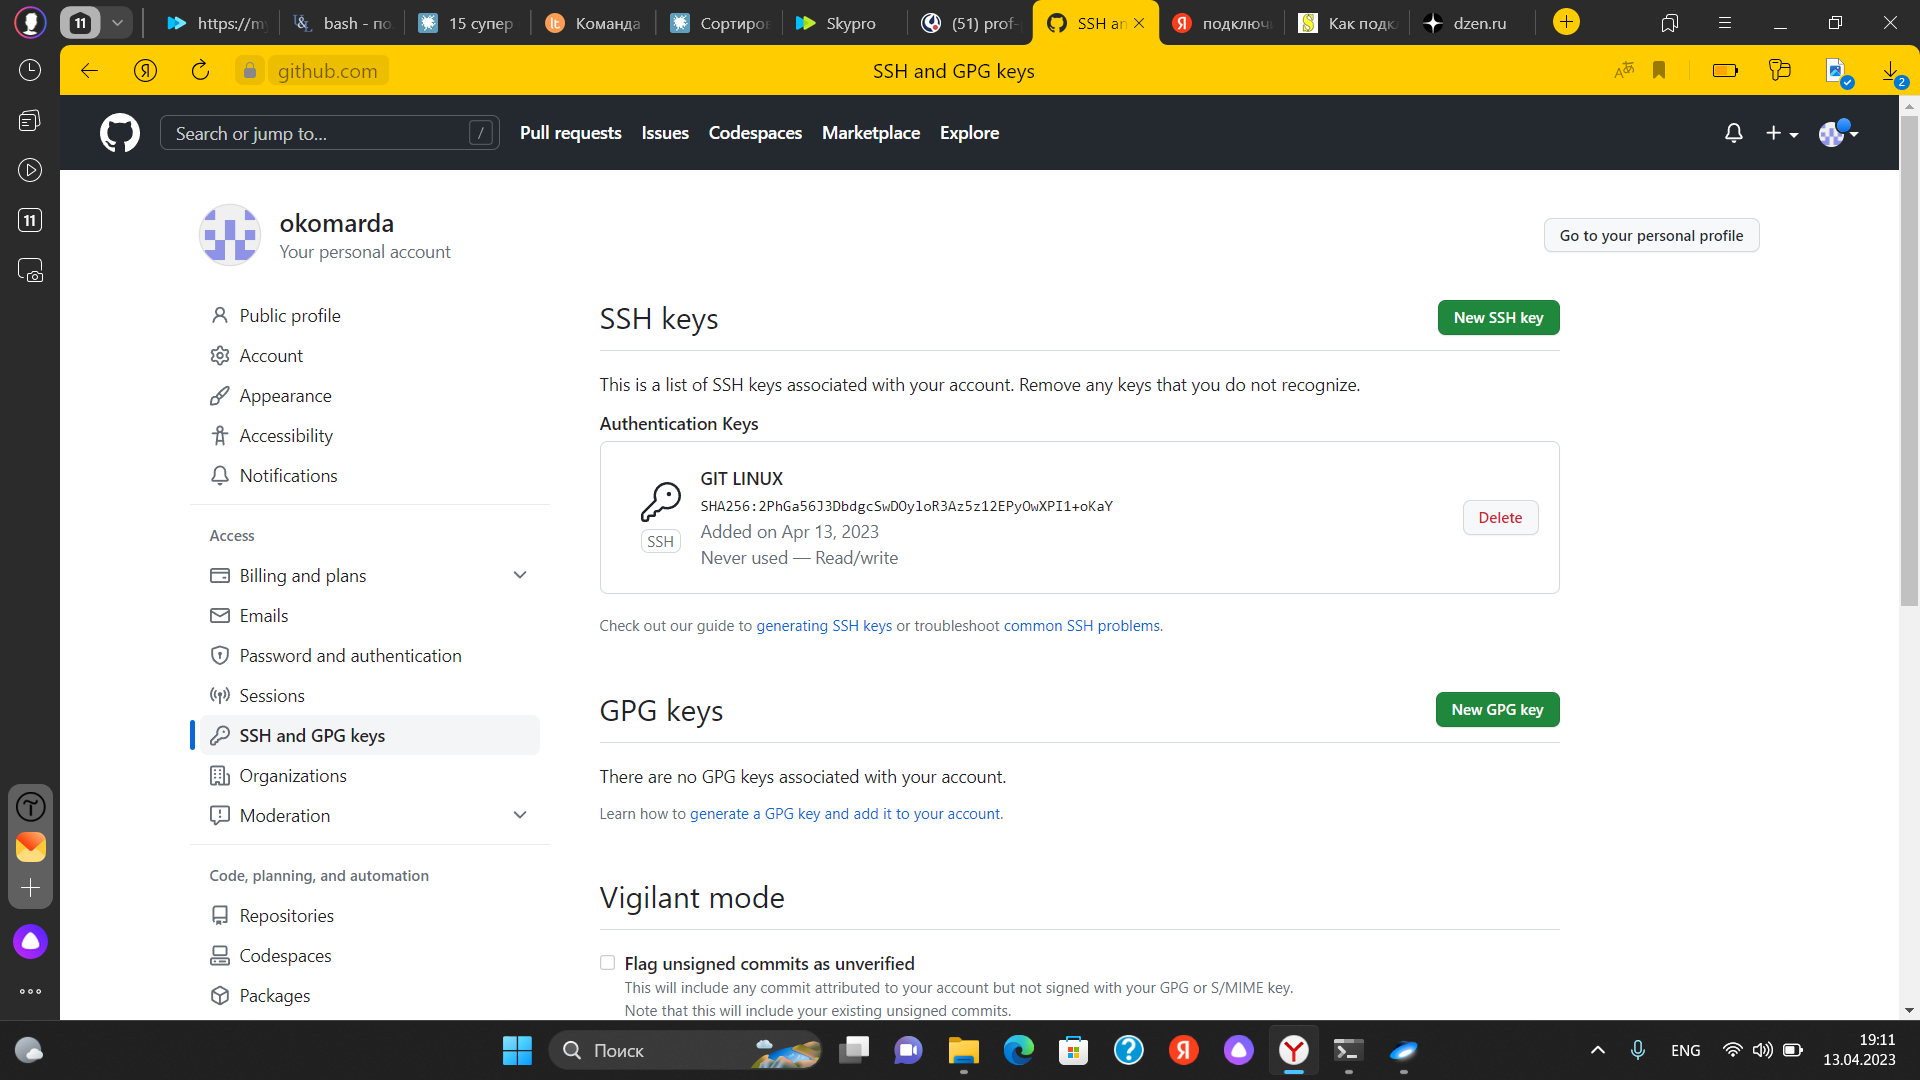 11
https://my
bash - по
15 супер
Команда
Сортиров
Skypro
(51) prof-
SSH an
подключ
Как подк
dzen.ru
github.com
SSH and GPG keys
2
Search or jump to...
/
Pull requests
Issues
Codespaces
Marketplace
Explore
11
okomarda
Your personal account
Go to your personal profile
Public profile
Account
Appearance
Accessibility
Notifications
Access
Billing and plans
Emails
Password and authentication
Sessions
SSH and GPG keys
Organizations
Moderation
Code, planning, and automation
Repositories
Codespaces
Packages
SSH keys
New SSH key
This is a list of SSH keys associated with your account. Remove any keys that you do not recognize.
Authentication Keys
GIT LINUX
SHA256:2PhGa56J3DbdgcSwDOyloR3Az5z12EPyOwXPI1+oKaY
SSH
Added on Apr 13, 2023
Never used — Read/write
Delete
Check out our guide to generating SSH keys or troubleshoot common SSH problems.
GPG keys
New GPG key
There are no GPG keys associated with your account.
Learn how to generate a GPG key and add it to your account.
Vigilant mode
Flag unsigned commits as unverified
This will include any commit attributed to your account but not signed with your GPG or S/MIME key.
Note that this will include your existing unsigned commits.
Поиск
ENG
19:11
13.04.2023